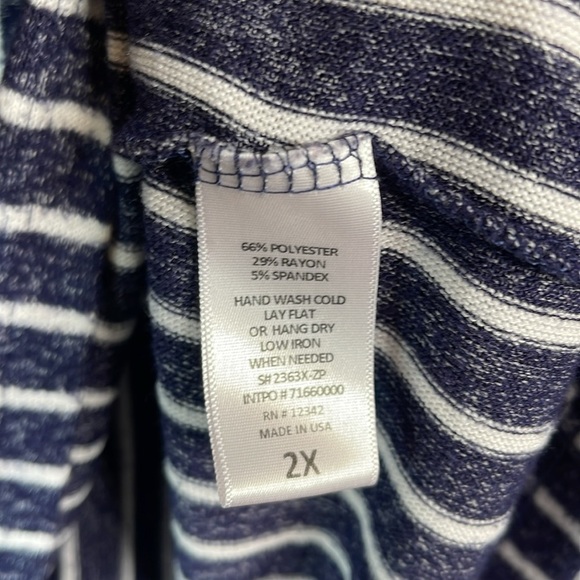 66% POLYESTER
29% RAYON
5% SPANDEX
HAND WASH COLD
LAY FLAT
OR HANG DRY
LOW IRON
WHEN NEEDED
S# 2363X-ZP
INTPO # 71660000
RN # 12342
MADE IN USA
2X